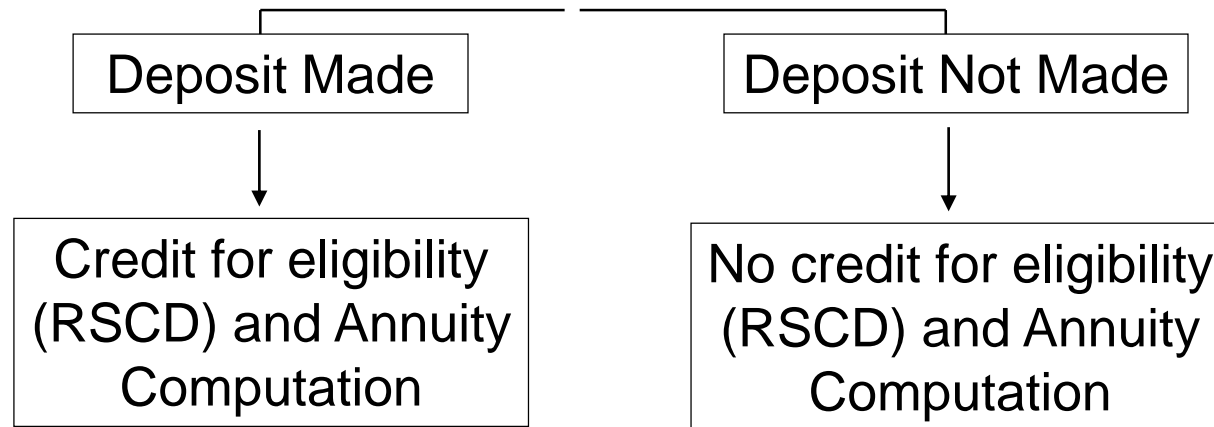 Deposit Made
Deposit Not Made
Credit for eligibility
(RSCD) and Annuity
Computation
No credit for eligibility
(RSCD) and Annuity
Computation